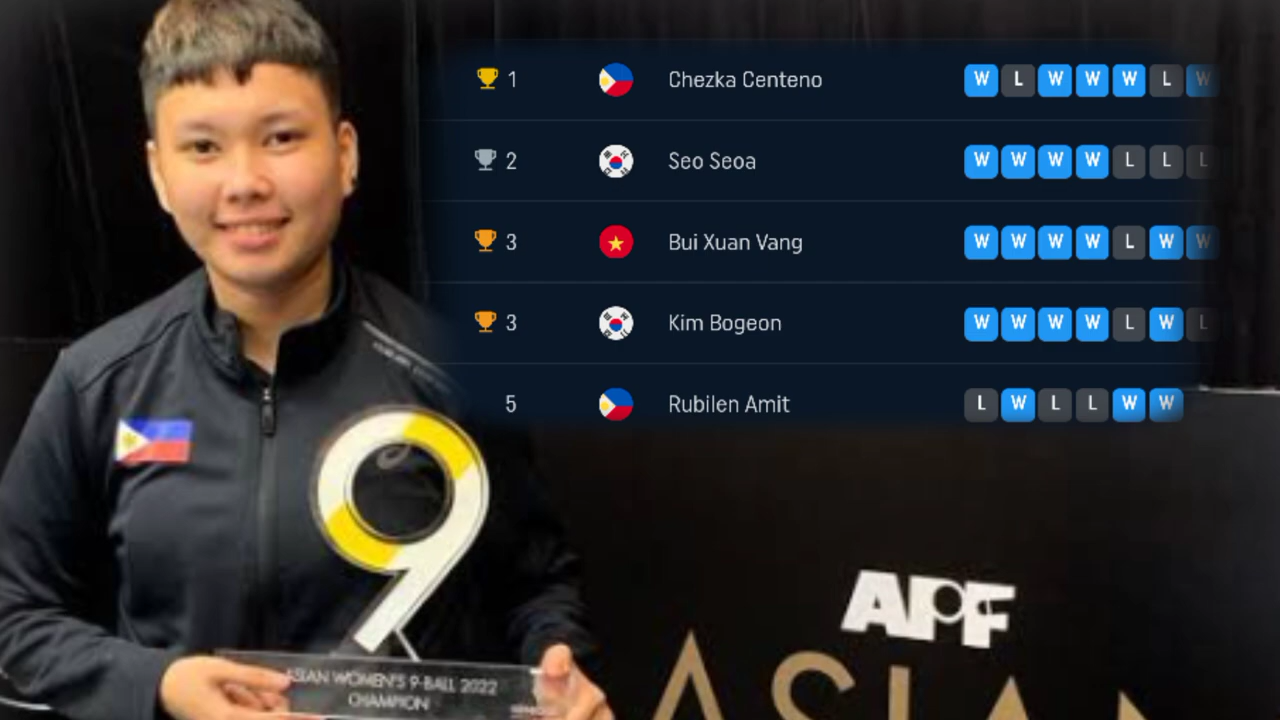 1 Chezka Centeno W L W W W L W
2 Seo Seoa W W W W L L L
3 Bui Xuan Vang W W W W L W W
3 Kim Bogeon W W W W L W L
5 Rubilen Amit L W L L W W
ASIAN WOMEN'S 9-BALL 2022
CHAMPION
APF
ASIAN